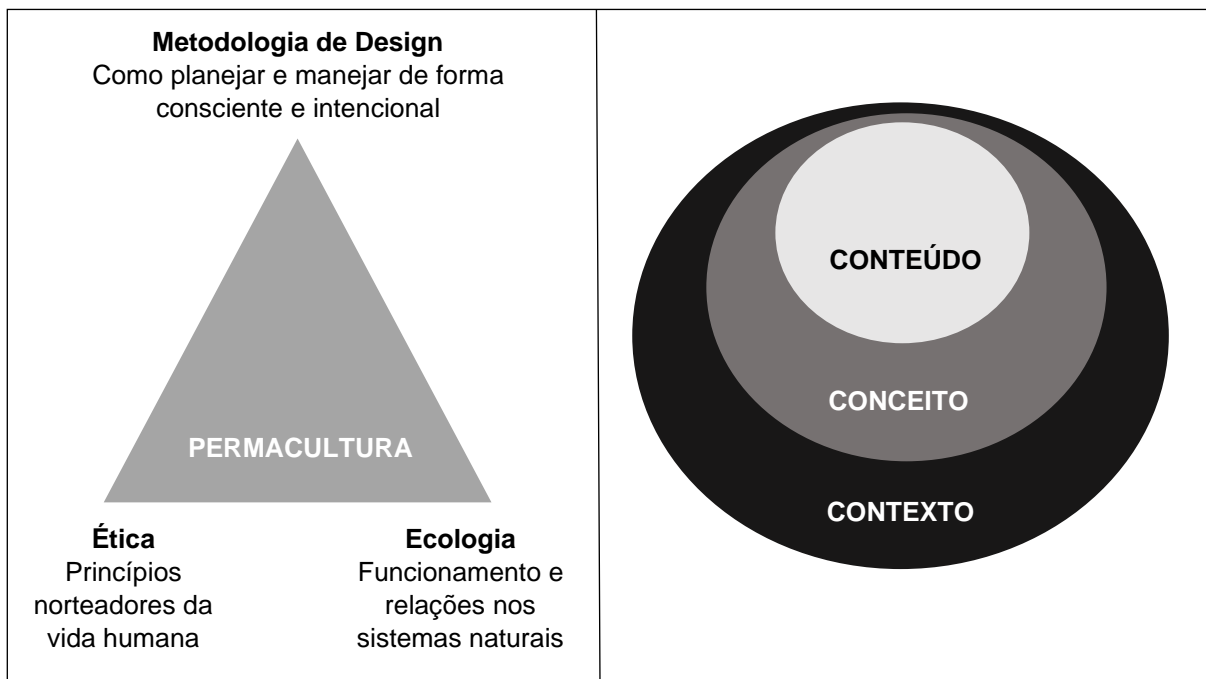 Metodologia de Design
Como planejar e manejar de forma
consciente e intencional
PERMACULTURA
Ética
Princípios
norteadores da
vida humana
Ecologia
Funcionamento e
relações nos
sistemas naturais
CONTEÚDO
CONCEITO
CONTEXTO